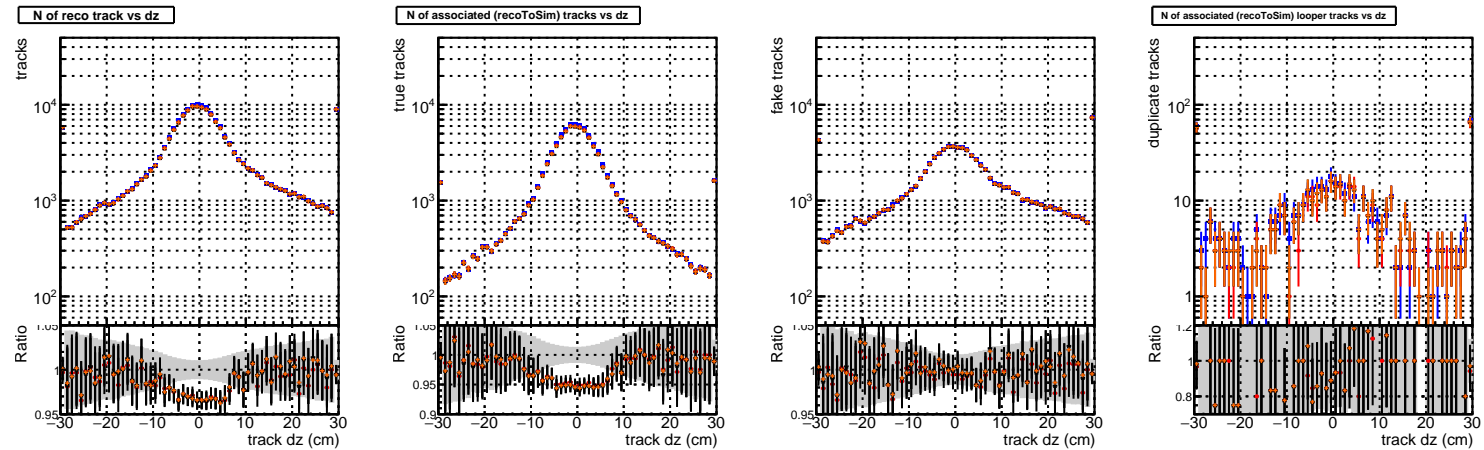 N of reco track vs dz
tracks
10^4
10^3
10^2
Ratio
1.05
1
0.95
−30 −20 −10 0 10 20 30
track dz (cm)
N of associated (recoToSim) tracks vs dz
true tracks
10^4
10^3
10^2
Ratio
1.05
1
0.95
0.9
−30 −20 −10 0 10 20 30
track dz (cm)
fake tracks
10^4
10^3
10^2
Ratio
1.05
1
0.95
−30 −20 −10 0 10 20 30
track dz (cm)
N of associated (recoToSim) looper tracks vs dz
duplicate tracks
10^2
10
1
Ratio
1.2
1
0.8
−30 −20 −10 0 10 20 30
track dz (cm)